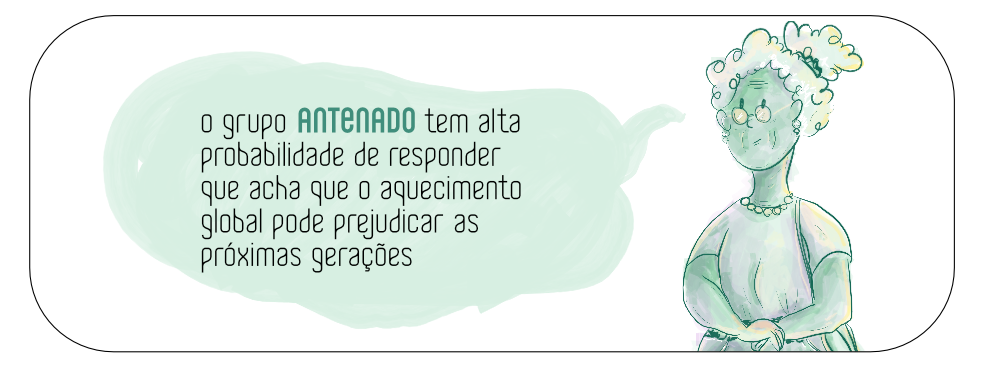 o grupo ANTENADO tem alta
probabilidade de responder
que acha que o aquecimento
global pode prejudicar as
próximas gerações